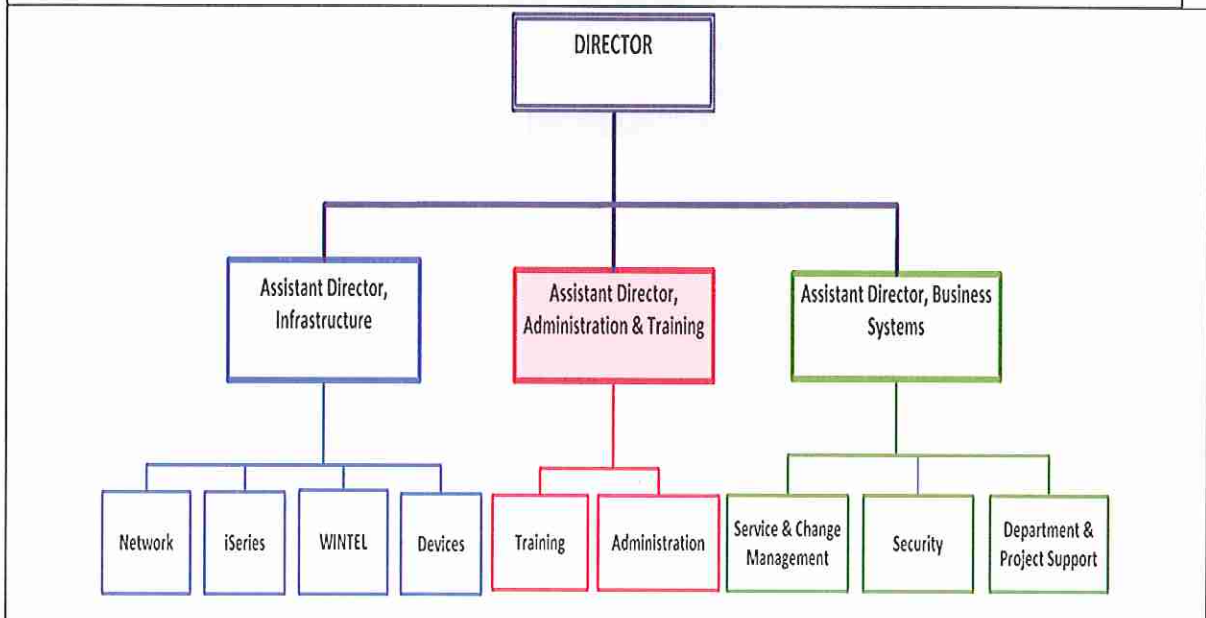 DIRECTOR
Assistant Director,
Infrastructure
Assistant Director,
Administration & Training
Assistant Director, Business
Systems
Network
iSeries
WINTEL
Devices
Training
Administration
Service & Change
Management
Security
Department &
Project Support